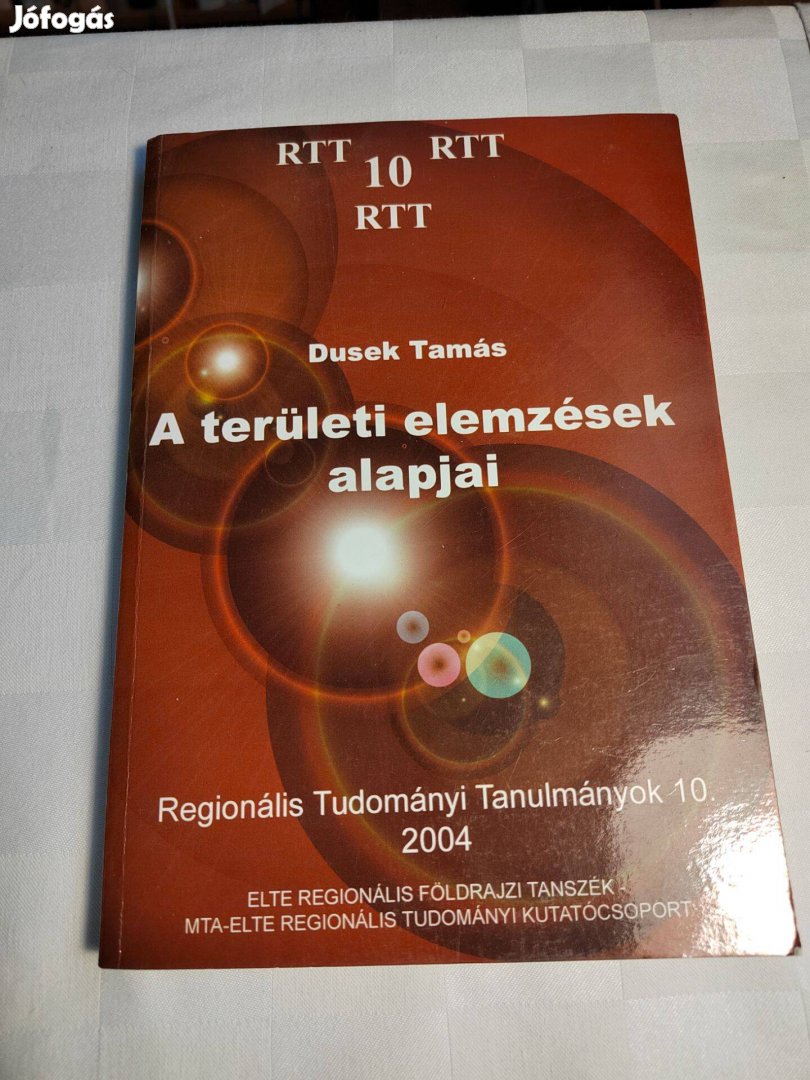 Jófogás
RTT 10 RTT
RTT
Dusek Tamás
A területi elemzések
alapjai
Regionális Tudományi Tanulmányok 10.
2004
ELTE REGIONÁLIS FÖLDRAJZI TANSZÉK -
MTA-ELTE REGIONÁLIS TUDOMÁNYI KUTATÓCSOPORT